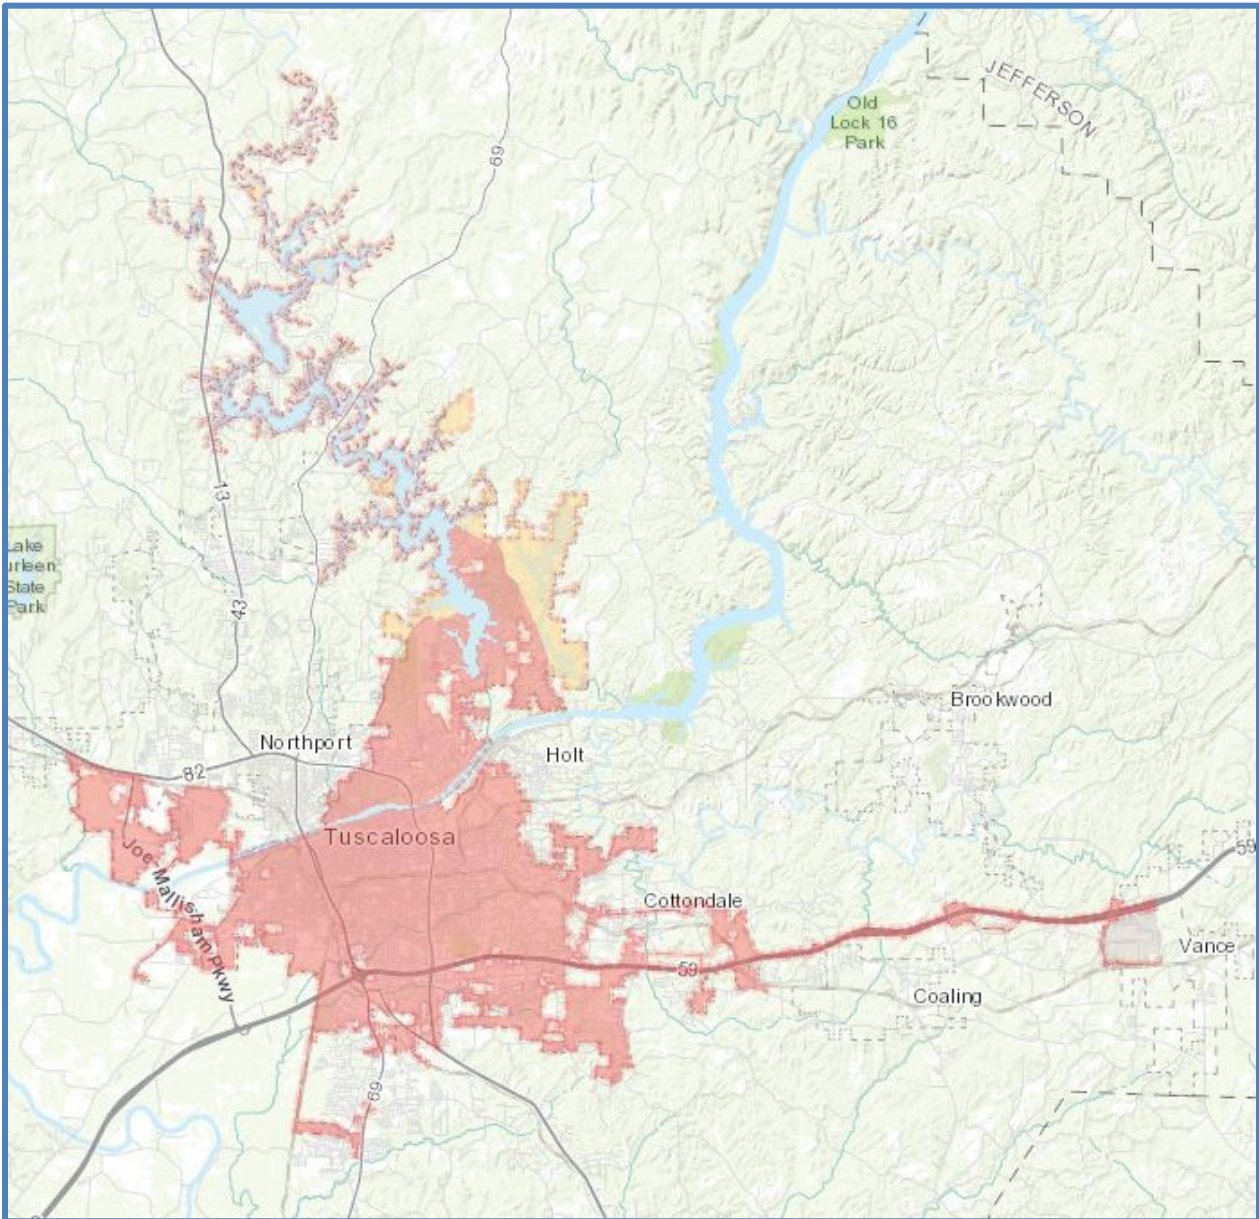 JEFFERSON
Old
Lock 16
Park
69
13
Lake
urleen
State
Park
43
Brookwood
Northport
Holt
82
Tuscaloosa
59
Joe Mallisham Pkwy
Cottondale
Vance
59
Coaling
69